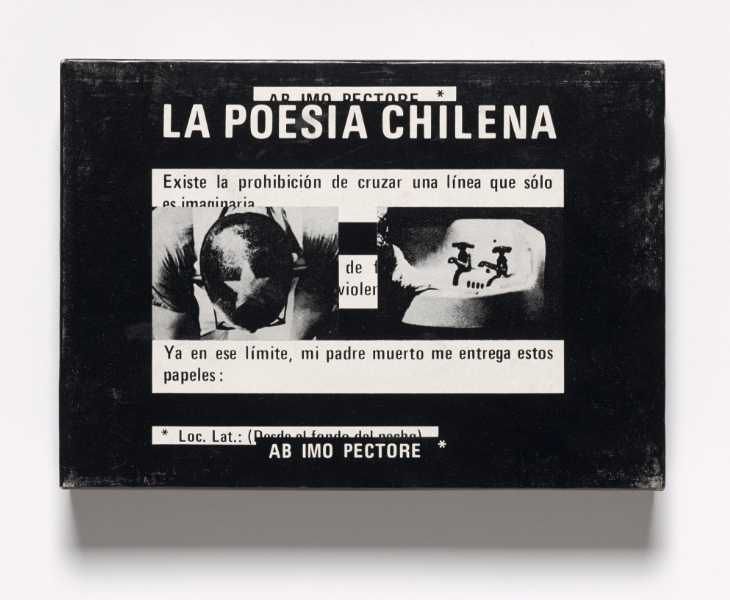 AB IMO PECTORE *
LA POESIA CHILENA
Existe la prohibición de cruzar una línea que sólo
es imaginaria
de
violen
Ya en ese límite, mi padre muerto me entrega estos
papeles:
* Loc. Lat.: (Desde el fondo del pecho)
AB IMO PECTORE *